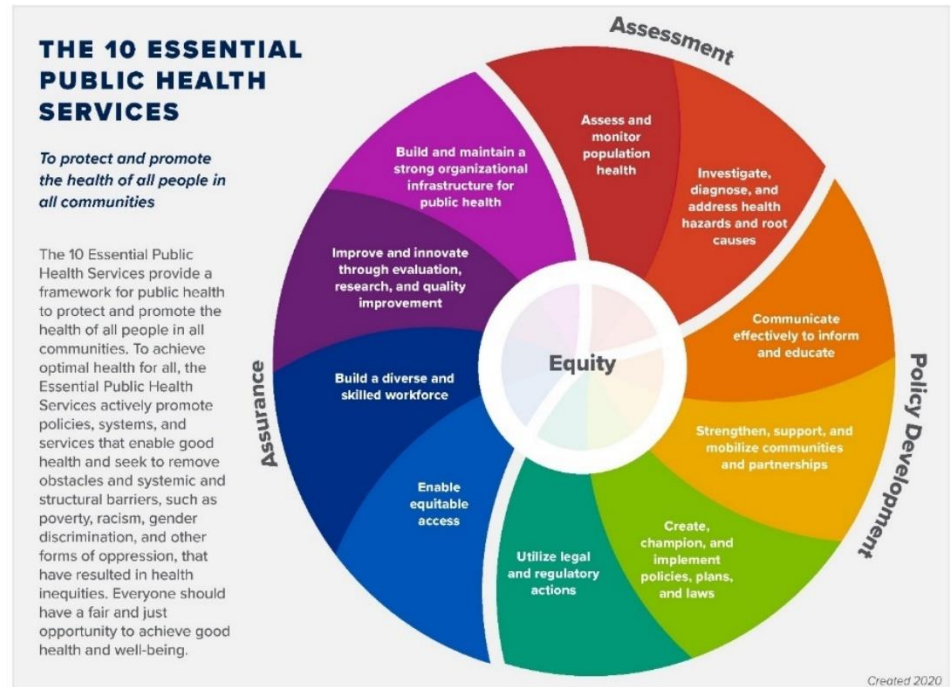 THE 10 ESSENTIAL
PUBLIC HEALTH
SERVICES
To protect and promote
the health of all people in
all communities
The 10 Essential Public
Health Services provide a
framework for public health
to protect and promote the
health of all people in all
communities. To achieve
optimal health for all, the
Essential Public Health
Services actively promote
policies, systems, and
services that enable good
health and seek to remove
obstacles and systemic and
structural barriers, such as
poverty, racism, gender
discrimination, and other
forms of oppression, that
have resulted in health
inequities. Everyone should
have a fair and just
opportunity to achieve good
health and well-being.
Assessment
Assess and
monitor
population
health
Investigate,
diagnose, and
address health
hazards and root
causes
Policy Development
Communicate
effectively to inform
and educate
Strengthen, support, and
mobilize communities
and partnerships
Create,
champion, and
implement
policies, plans,
and laws
Utilize legal
and regulatory
actions
Assurance
Enable
equitable
access
Build a diverse and
skilled workforce
Improve and innovate
through evaluation,
research, and quality
improvement
Build and maintain a
strong organizational
infrastructure for
public health
Equity
Created 2020